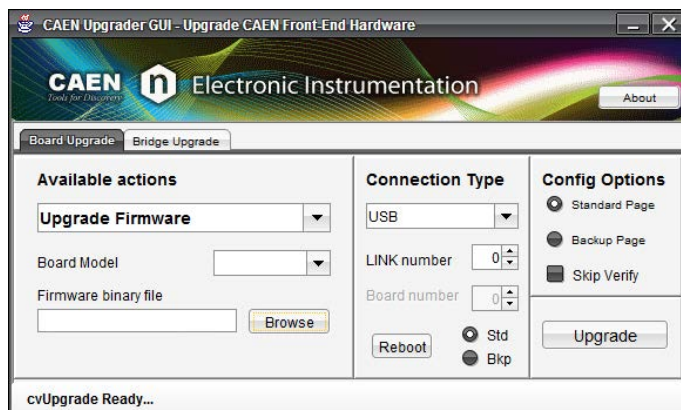 CAEN Upgrader GUI - Upgrade CAEN Front-End Hardware
CAEN n Electronic Instrumentation
Tools for Discovery
About
Board Upgrade Bridge Upgrade
Available actions
Upgrade Firmware
Board Model
Firmware binary file
Browse
Connection Type
USB
LINK number 0
Board number 0
Reboot
Std
Bkp
Config Options
Standard Page
Backup Page
Skip Verify
Upgrade
cvUpgrade Ready...